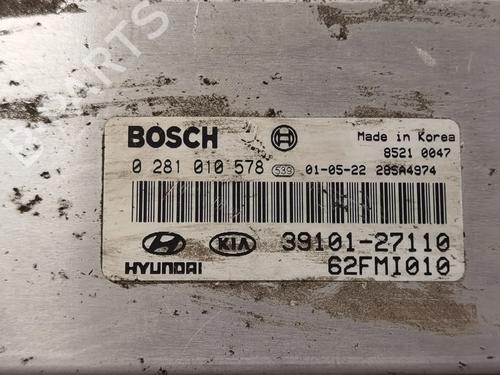 BOSCH
Made in Korea
8521 0047
0 281 010 578 539 01-05-22 28SA4974
39101-27110
HYUNDAI KIA
62FMI010